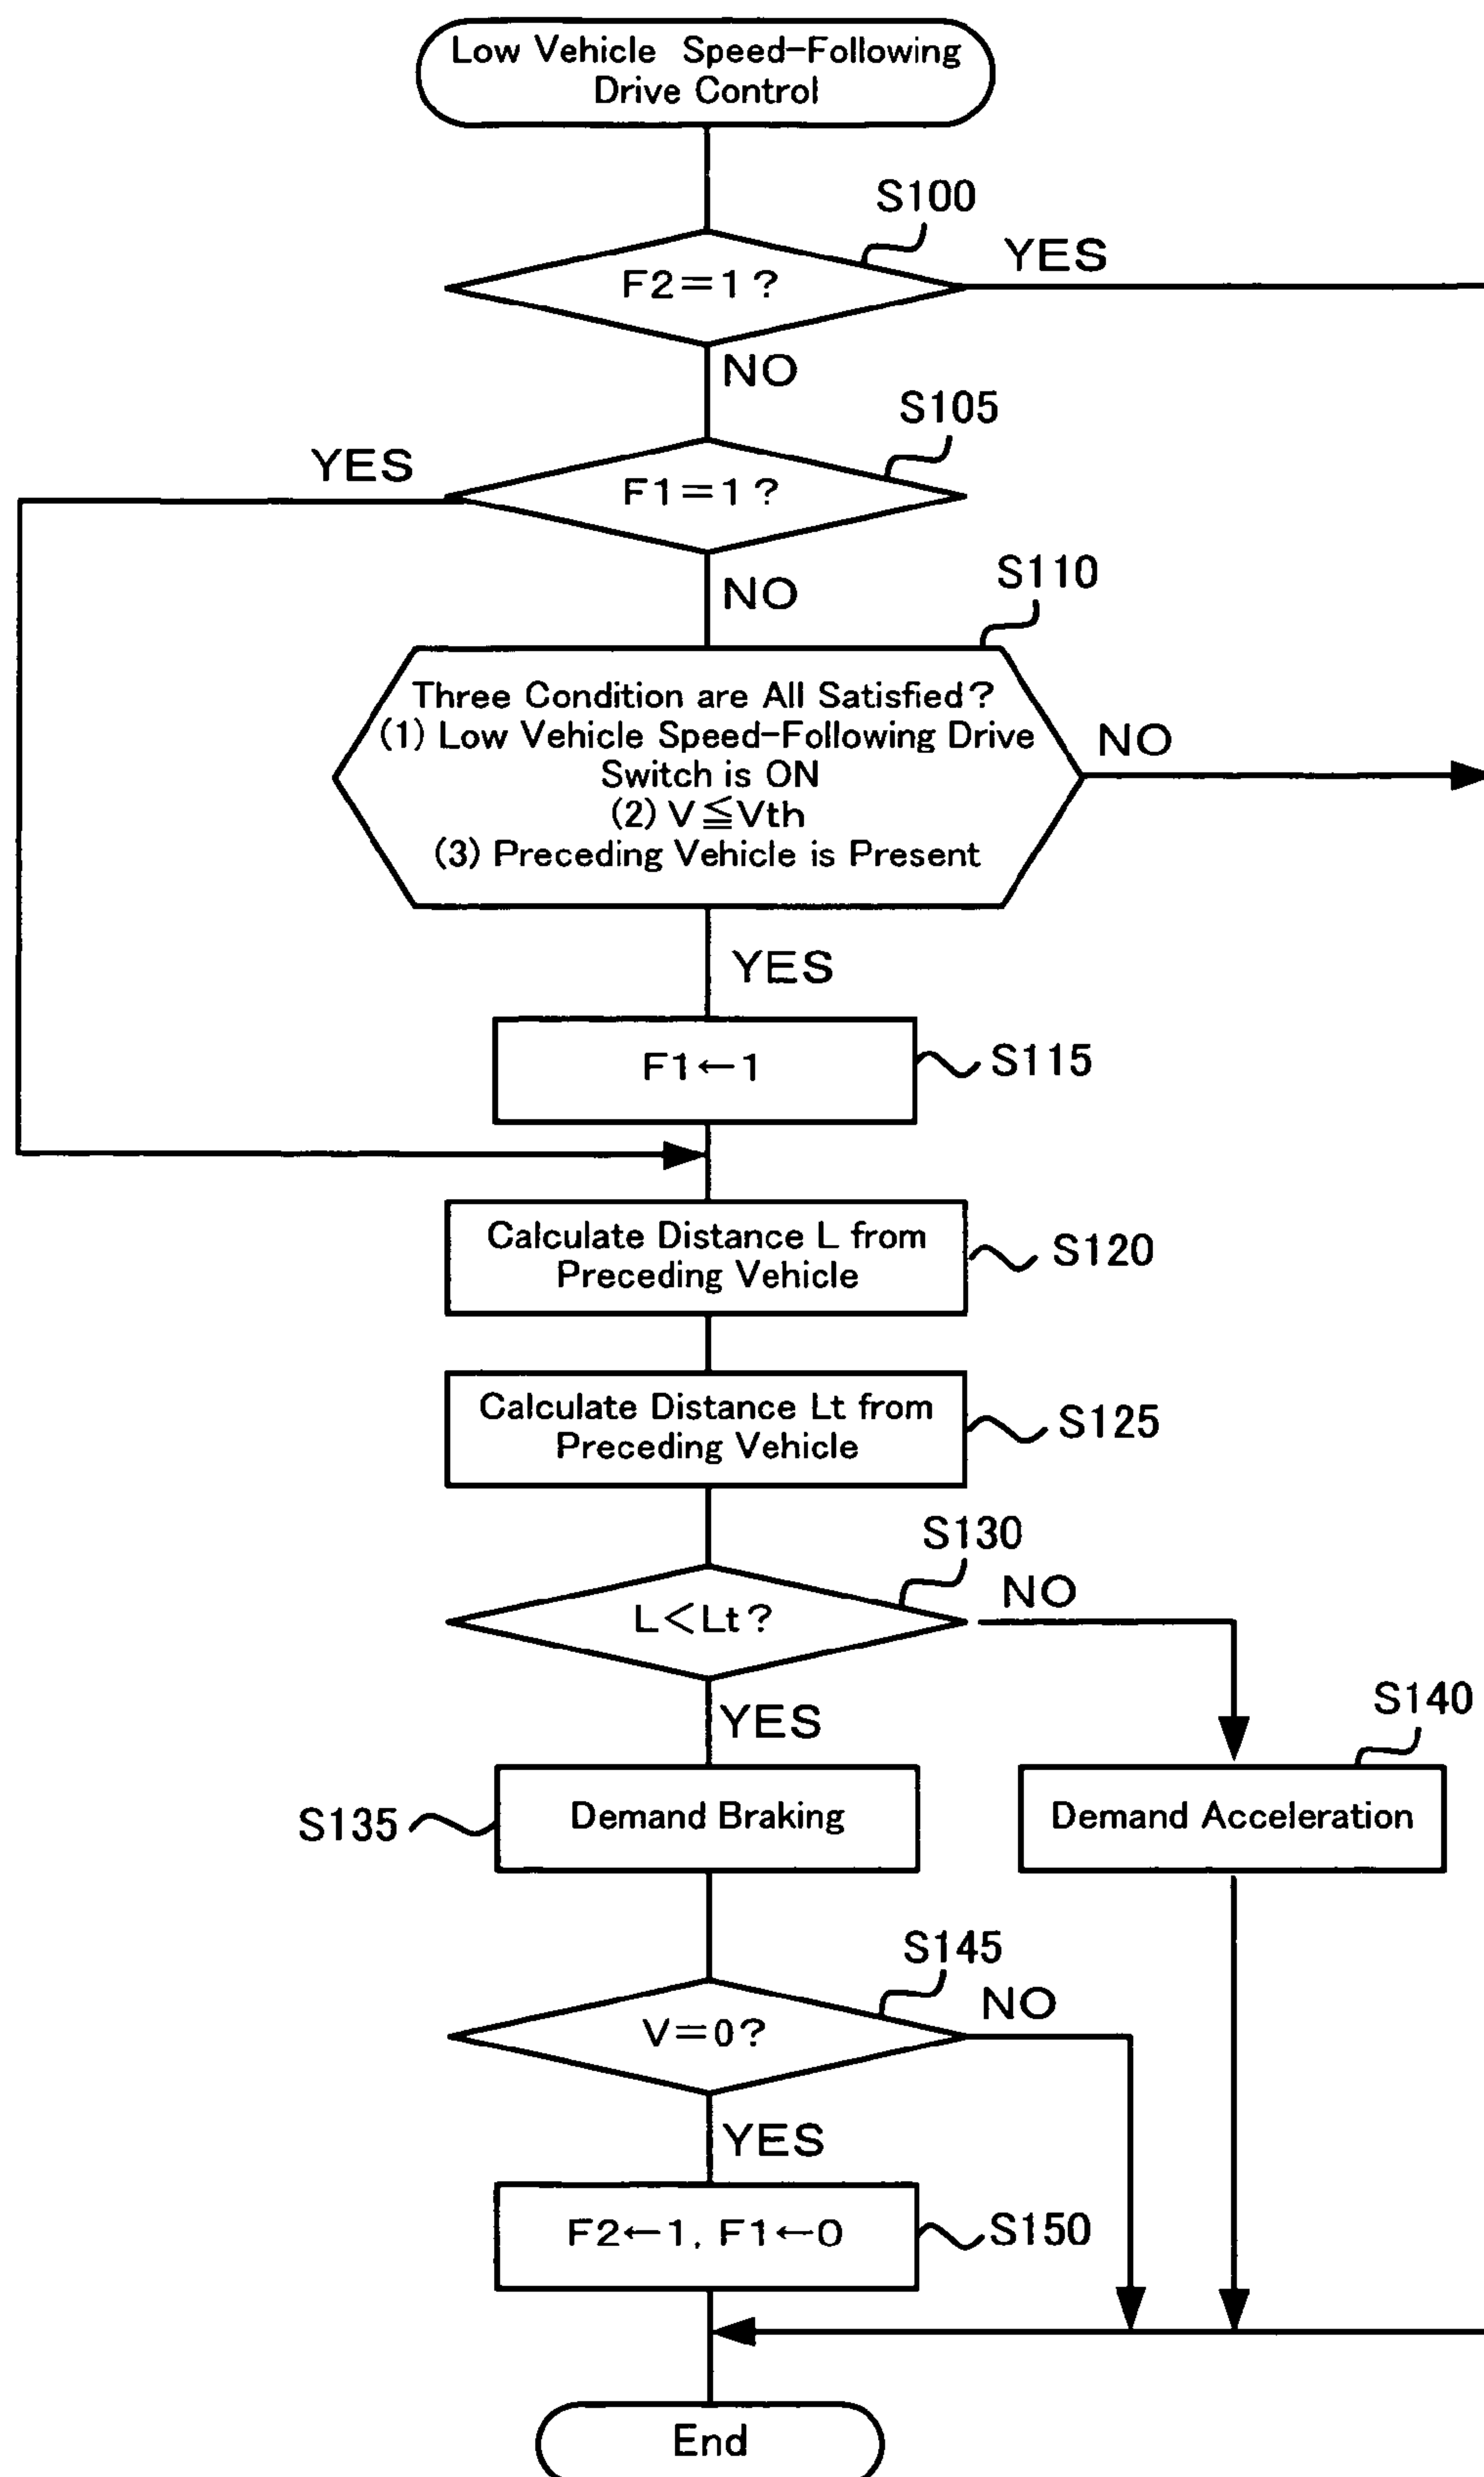 Low Vehicle Speed-Following
Drive Control
S100
F2=1?
YES
NO
S105
YES
F1=1?
NO
S110
Three Condition are All Satisfied?
(1) Low Vehicle Speed-Following Drive
Switch is ON
(2) V≦Vth
(3) Preceding Vehicle is Present
NO
YES
F1←1
S115
Calculate Distance L from
Preceding Vehicle
S120
Calculate Distance Lt from
Preceding Vehicle
S125
S130
L<Lt?
NO
YES
S140
S135
Demand Braking
Demand Acceleration
S145
V=0?
NO
YES
F2←1, F1←0
S150
End